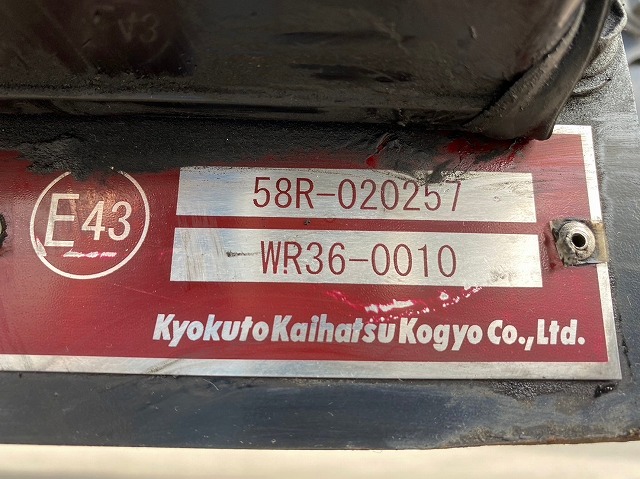 E43
58R-020257
WR36-0010
Kyokuto Kaihatsu Kogyo Co., Ltd.